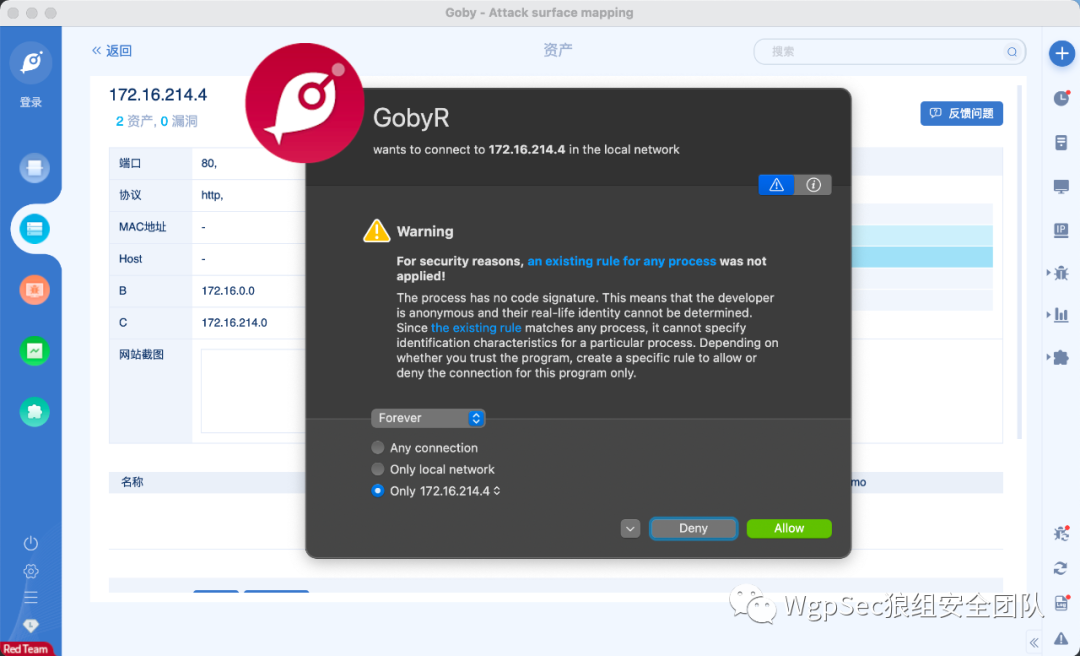 Goby - Attack surface mapping
登录
Red Team
« 返回
资产
搜索
172.16.214.4
2 资产, 0 漏洞
反馈问题
端口 80,
协议 http,
MAC地址 -
Host -
B 172.16.0.0
C 172.16.214.0
网站截图
名称
mo
GobyR
wants to connect to 172.16.214.4 in the local network
Warning
For security reasons, an existing rule for any process was not
applied!
The process has no code signature. This means that the developer
is anonymous and their real-life identity cannot be determined.
Since the existing rule matches any process, it cannot specify
identification characteristics for a particular process. Depending on
whether you trust the program, create a specific rule to allow or
deny the connection for this program only.
Forever
Any connection
Only local network
Only 172.16.214.4
Deny
Allow
IP
WgpSec狼组安全团队